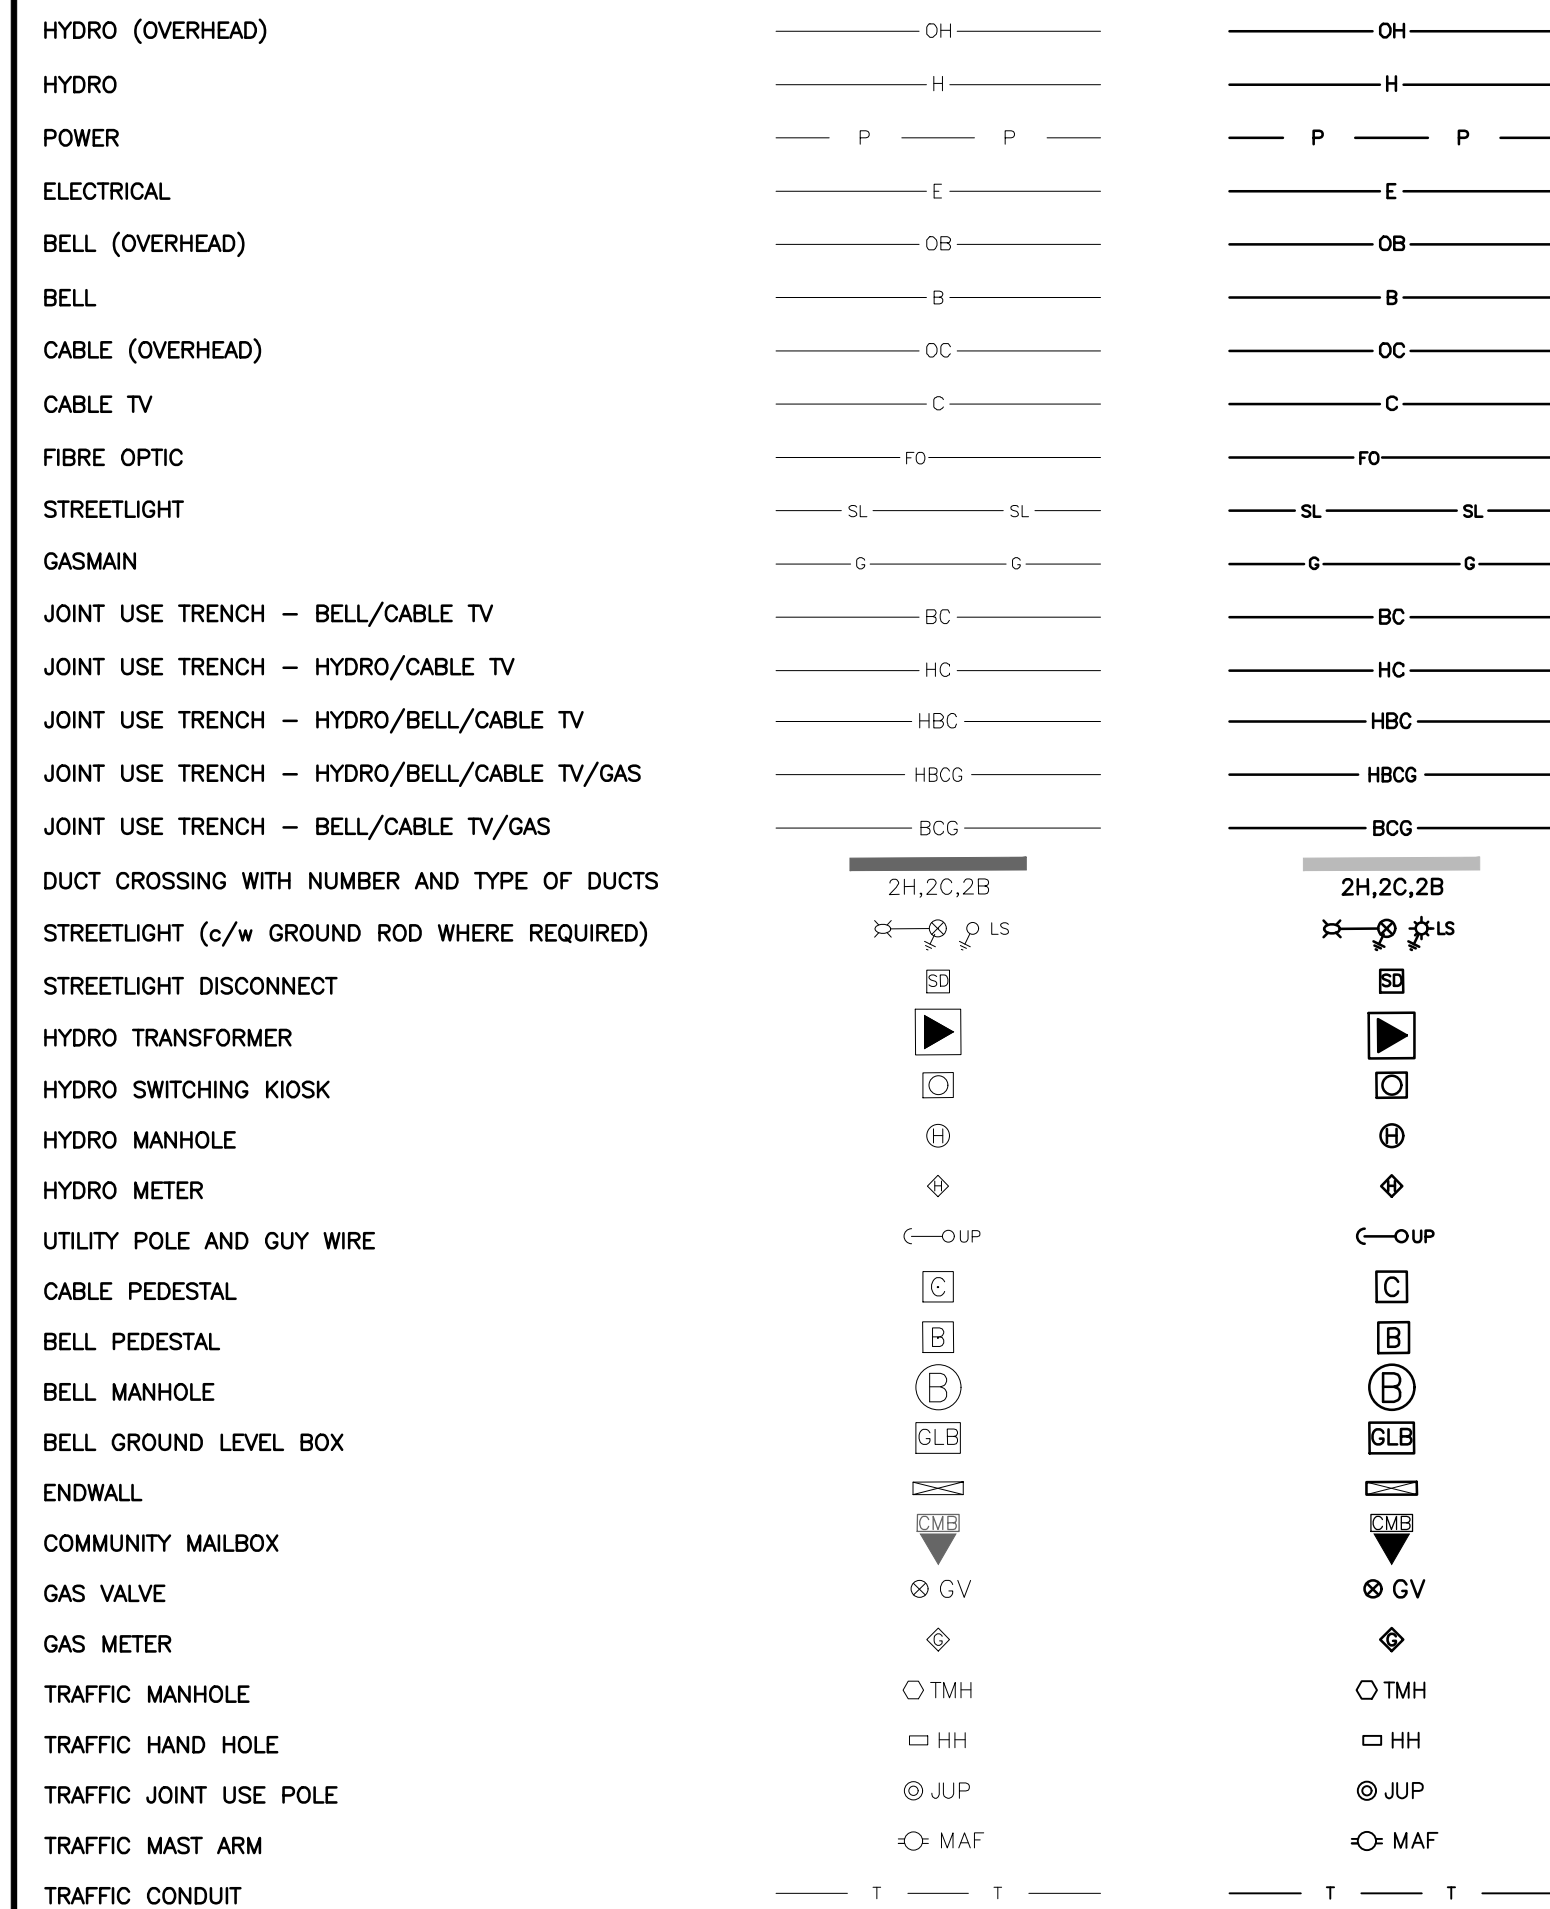 HYDRO (OVERHEAD) OH OH
HYDRO H H
POWER P P P P
ELECTRICAL E E
BELL (OVERHEAD) OB OB
BELL B B
CABLE (OVERHEAD) OC OC
CABLE TV C C
FIBRE OPTIC FO FO
STREETLIGHT SL SL SL SL
GASMAIN G G G G
JOINT USE TRENCH – BELL/CABLE TV BC BC
JOINT USE TRENCH – HYDRO/CABLE TV HC HC
JOINT USE TRENCH – HYDRO/BELL/CABLE TV HBC HBC
JOINT USE TRENCH – HYDRO/BELL/CABLE TV/GAS HBCG HBCG
JOINT USE TRENCH – BELL/CABLE TV/GAS BCG BCG
DUCT CROSSING WITH NUMBER AND TYPE OF DUCTS 2H,2C,2B 2H,2C,2B
STREETLIGHT (c/w GROUND ROD WHERE REQUIRED) LS LS
STREETLIGHT DISCONNECT SD SD
HYDRO TRANSFORMER
HYDRO SWITCHING KIOSK
HYDRO MANHOLE H H
HYDRO METER H H
UTILITY POLE AND GUY WIRE UP UP
CABLE PEDESTAL C C
BELL PEDESTAL B B
BELL MANHOLE B B
BELL GROUND LEVEL BOX GLB GLB
ENDWALL
COMMUNITY MAILBOX CMB CMB
GAS VALVE GV GV
GAS METER G G
TRAFFIC MANHOLE TMH TMH
TRAFFIC HAND HOLE HH HH
TRAFFIC JOINT USE POLE JUP JUP
TRAFFIC MAST ARM MAF MAF
TRAFFIC CONDUIT T T T T